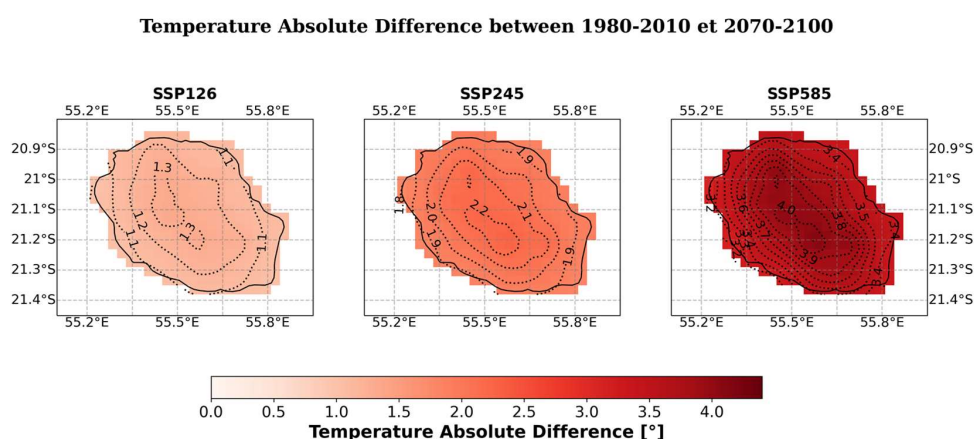 Temperature Absolute Difference between 1980-2010 et 2070-2100
SSP126 SSP245 SSP585
55.2°E 55.5°E 55.8°E 55.2°E 55.5°E 55.8°E 55.2°E 55.5°E 55.8°E
20.9°S 1.1 1.9 3.4 20.9°S
21°S 1.3 21°S
21.1°S 1.2 1.8 2.0 2.2 2.1 3.6 4.0 3.5 21.1°S
21.2°S 1.1 1.3 1.1 1.9 1.9 3.4 3.7 3.8 3.4 21.2°S
21.3°S 3.9 3.4 21.3°S
21.4°S 21.4°S
55.2°E 55.5°E 55.8°E 55.2°E 55.5°E 55.8°E 55.2°E 55.5°E 55.8°E
0.0 0.5 1.0 1.5 2.0 2.5 3.0 3.5 4.0
Temperature Absolute Difference [°]